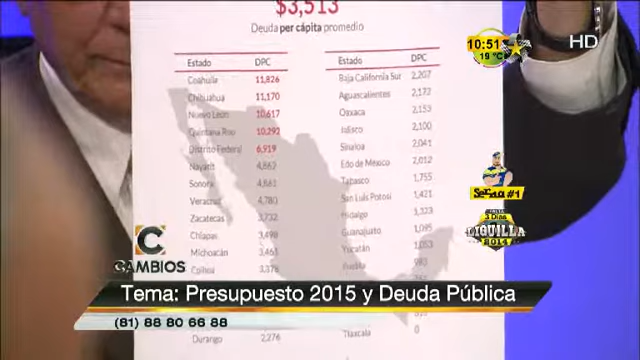 $3,513
Deuda per cápita promedio
Estado DPC
Coahuila 11,826
Chihuahua 11,170
Nuevo León 10,617
Quintana Roo 10,292
Distrito Federal 6,919
Nayarit 4,862
Sonora 4,861
Veracruz 4,780
Zacatecas 3,732
Chiapas 3,498
Michoacán 3,461
Colima 3,378
Durango 2,276
Estado DPC
Baja California Sur 2,207
Aguascalientes 2,172
Oaxaca 2,153
Jalisco 2,100
Sinaloa 2,041
Edo de México 2,012
Tabasco 1,755
San Luis Potosí 1,421
Hidalgo 1,323
Guanajuato 1,095
Yucatán 1,053
Puebla
Tlaxcala 0
10:51
19 °C
HD
#1
LIGUILLA
2014
C
CAMBIOS
Tema: Presupuesto 2015 y Deuda Pública
(81) 88 80 66 88